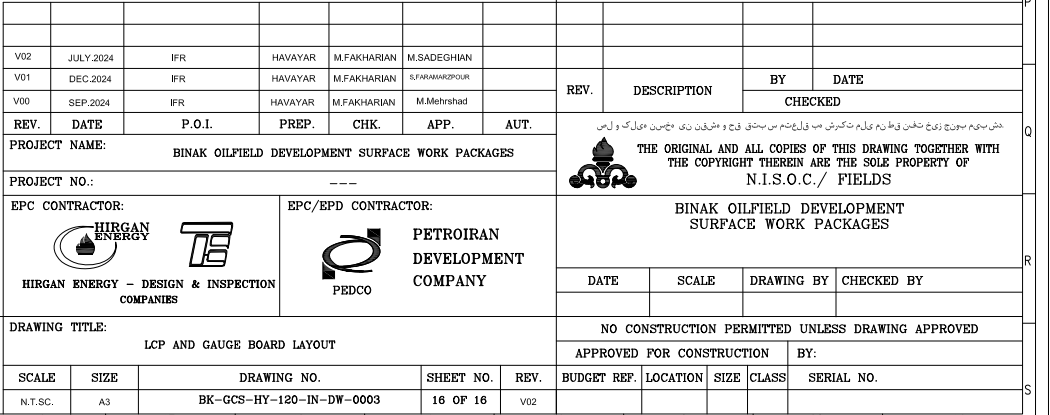 P
V02 JULY.2024 IFR HAVAYAR M.FAKHARIAN M.SADEGHIAN
V01 DEC.2024 HAVAYAR M.FAKHARIAN S,FARAMARZPOUR
V00 SEP.2024 IFR HAVAYAR M.FAKHARIAN M.Mehrshad
REV. DATE P.O.I. PREP. CHK. APP. AUT.
PROJECT NAME:
BINAK OILFIELD DEVELOPMENT SURFACE WORK PACKAGES
PROJECT NO.: ---
EPC CONTRACTOR:
HIRGAN
ENERGY
HIRGAN ENERGY - DESIGN & INSPECTION
COMPANIES
EPC/EPD CONTRACTOR:
PEDCO
PETROIRAN
DEVELOPMENT
COMPANY
DRAWING TITLE:
LCP AND GAUGE BOARD LAYOUT
SCALE SIZE DRAWING NO. SHEET NO. REV.
N.T.SC. A3 BK-GCS-HY-120-IN-DW-0003 16 OF 16 V02
REV. DESCRIPTION BY DATE
CHECKED
Q
THE ORIGINAL AND ALL COPIES OF THIS DRAWING TOGETHER WITH
THE COPYRIGHT THEREIN ARE THE SOLE PROPERTY OF
N.I.S.O.C./ FIELDS
BINAK OILFIELD DEVELOPMENT
SURFACE WORK PACKAGES
R
DATE SCALE DRAWING BY CHECKED BY
NO CONSTRUCTION PERMITTED UNLESS DRAWING APPROVED
APPROVED FOR CONSTRUCTION BY:
BUDGET REF. LOCATION SIZE CLASS SERIAL NO.
S